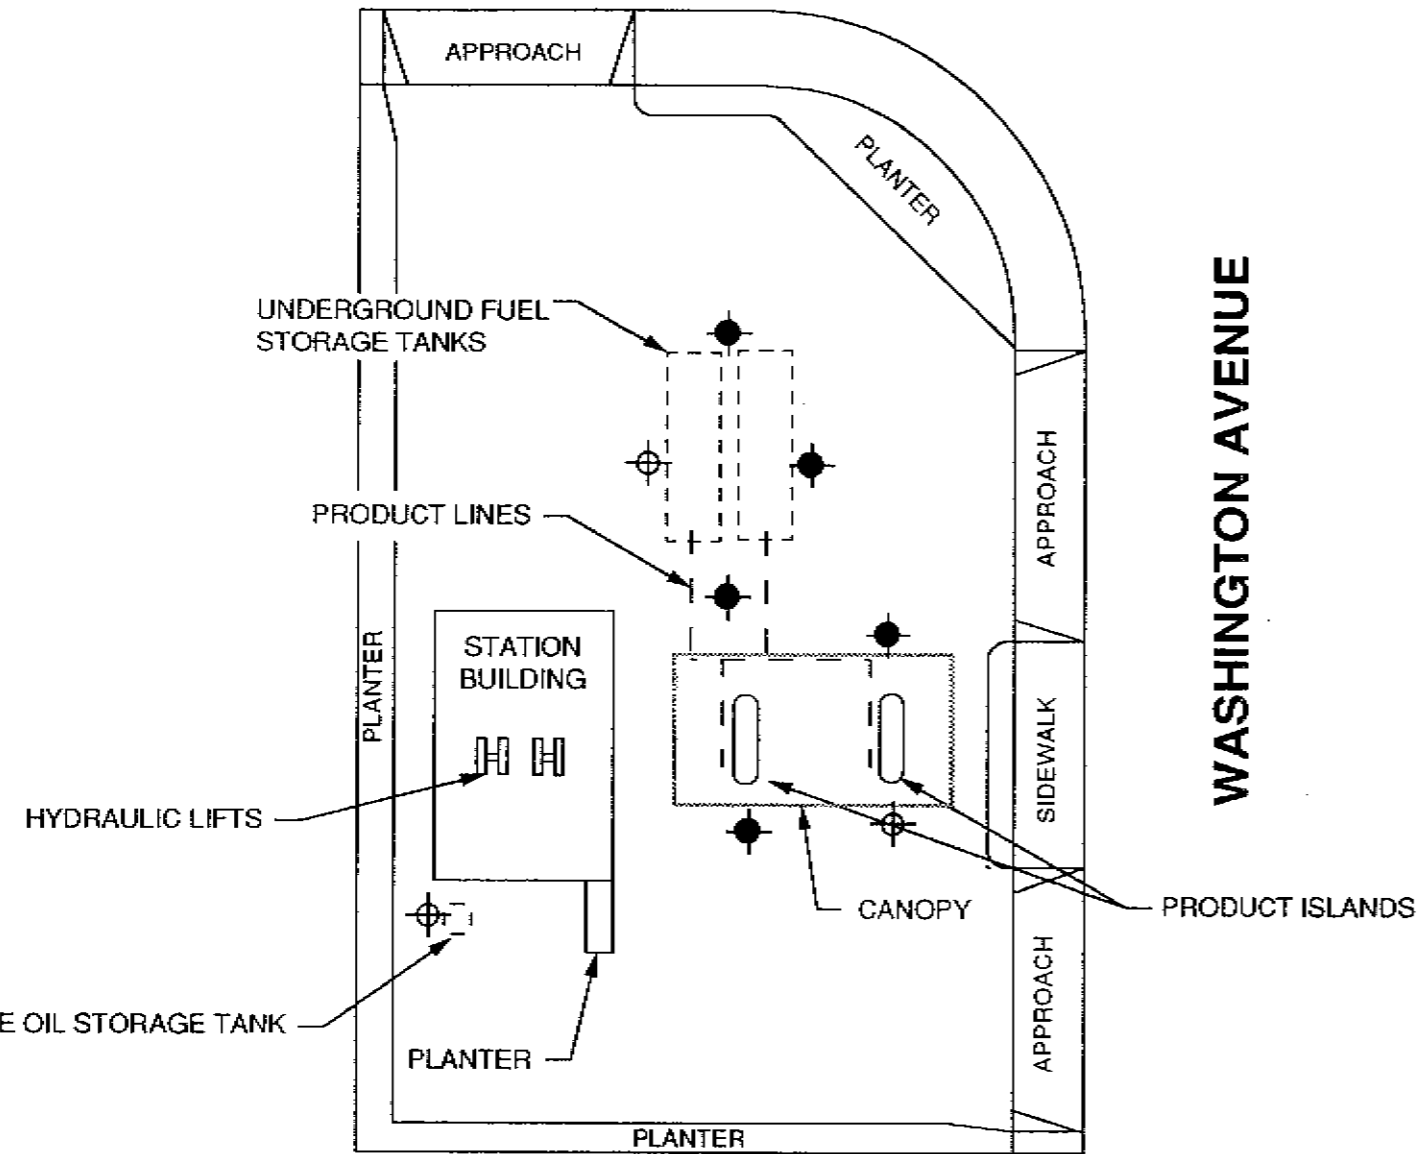 APPROACH
PLANTER
UNDERGROUND FUEL
STORAGE TANKS
WASHINGTON AVENUE
APPROACH
PRODUCT LINES
STATION
BUILDING
PLANTER
SIDEWALK
HYDRAULIC LIFTS
CANOPY
PRODUCT ISLANDS
APPROACH
E OIL STORAGE TANK
PLANTER
PLANTER